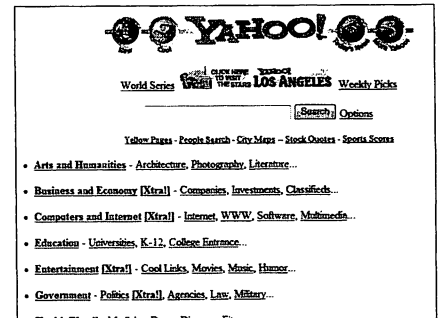 YAHOO!
World Series CLICK HERE TO VISIT THE STARS YAHOO! LOS ANGELES Weekly Picks
Search Options
Yellow Pages - People Search - City Maps -- Stock Quotes - Sports Scores
• Arts and Humanities - Architecture, Photography, Literature...
• Business and Economy [Xtra!] - Companies, Investments, Classifieds...
• Computers and Internet [Xtra!] - Internet, WWW, Software, Multimedia...
• Education - Universities, K-12, College Entrance...
• Entertainment [Xtra!] - Cool Links, Movies, Music, Humor...
• Government - Politics [Xtra!], Agencies, Law, Military...